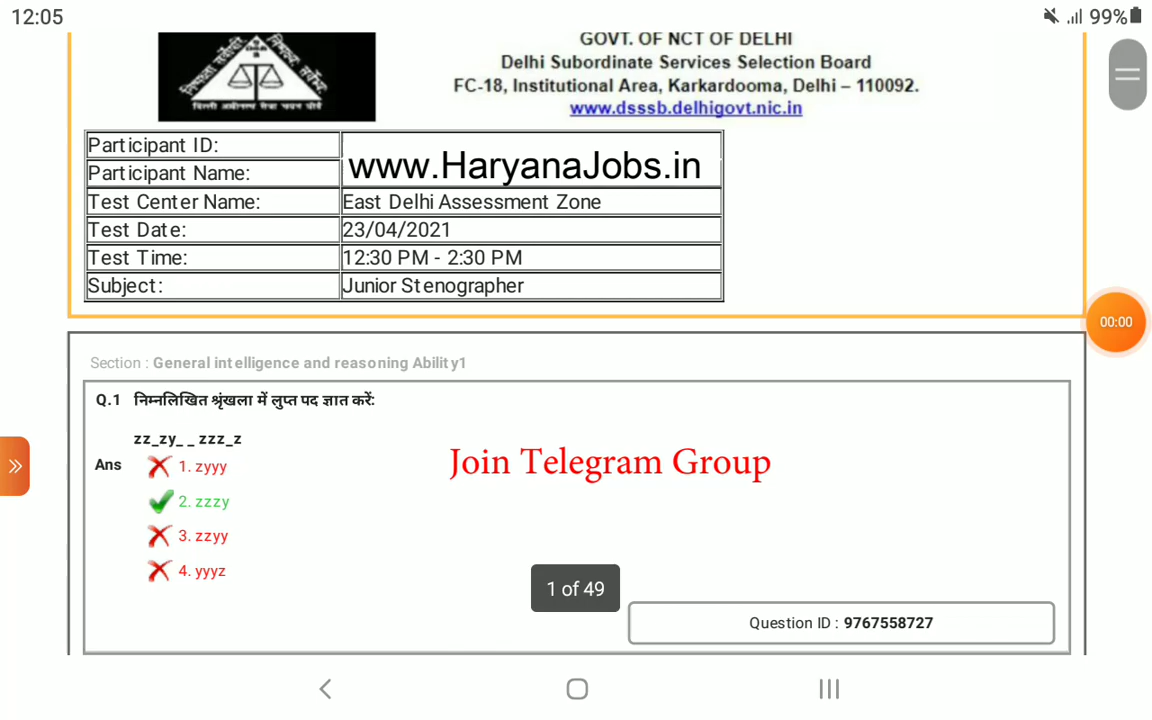 12:05
99%
GOVT. OF NCT OF DELHI
Delhi Subordinate Services Selection Board
FC-18, Institutional Area, Karkardooma, Delhi – 110092.
www.dsssb.delhigovt.nic.in
Participant ID:
www.HaryanaJobs.in
Participant Name:
Test Center Name: East Delhi Assessment Zone
Test Date: 23/04/2021
Test Time: 12:30 PM - 2:30 PM
Subject: Junior Stenographer
00:00
Section : General intelligence and reasoning Ability1
Q.1 निम्नलिखित श्रृंखला में लुप्त पद ज्ञात करें:
zz_zy_ _ zzz_z
Ans
1. zyyy
Join Telegram Group
2. zzzy
3. zzyy
4. yyyz
1 of 49
Question ID : 9767558727